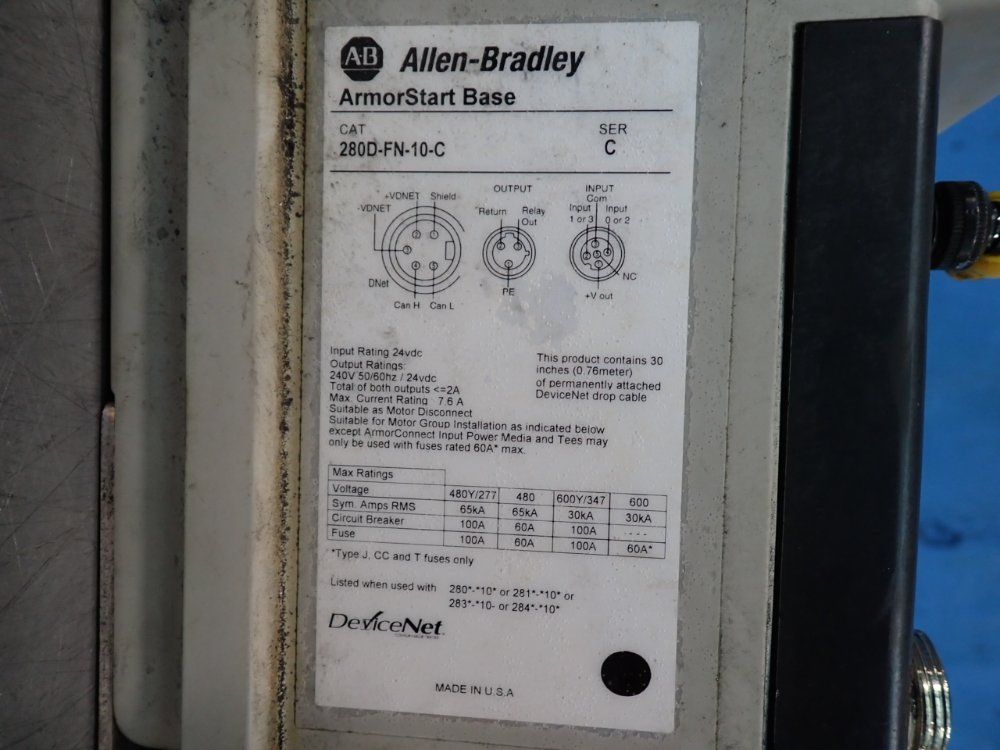 A-B Allen-Bradley
ArmorStart Base
CAT SER
280D-FN-10-C C
+VDNET Shield
-VDNET
DNet
Can H Can L
OUTPUT
Return Relay
Out
PE
INPUT
Com
Input Input
1 or 3 0 or 2
NC
+V out
Input Rating 24vdc
Output Ratings:
240V 50/60hz / 24vdc
Total of both outputs <=2A
Max. Current Rating 7.6 A
Suitable as Motor Disconnect
Suitable for Motor Group Installation as indicated below
except ArmorConnect Input Power Media and Tees may
only be used with fuses rated 60A* max.
This product contains 30
inches (0.76meter)
of permanently attached
DeviceNet drop cable
Max Ratings
Voltage 480Y/277 480 600Y/347 600
Sym. Amps RMS 65kA 65kA 30kA 30kA
Circuit Breaker 100A 60A 100A ----
Fuse 100A 60A 100A 60A*
*Type J, CC and T fuses only
Listed when used with 280*-*10* or 281*-*10* or
283*-*10- or 284*-*10*
DeviceNet
MADE IN U.S.A